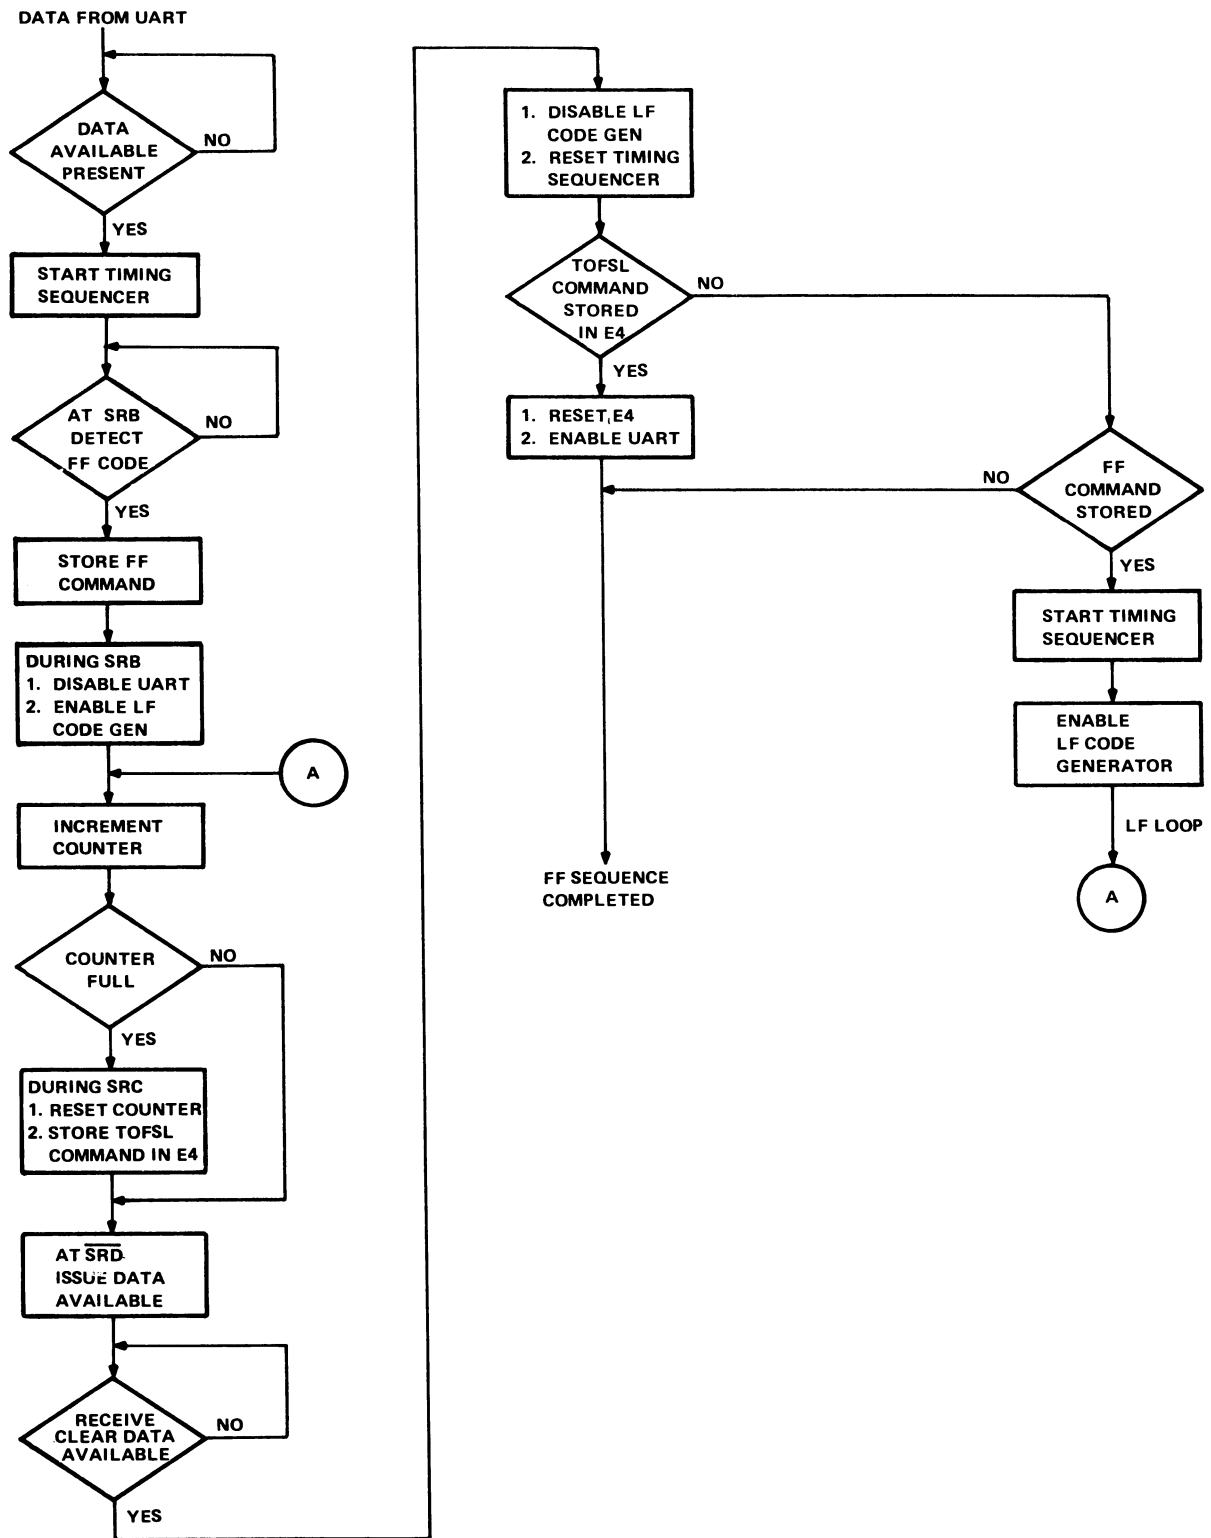 DATA FROM UART
DATA
AVAILABLE
PRESENT
NO
YES
START TIMING
SEQUENCER
AT SRB
DETECT
FF CODE
NO
YES
STORE FF
COMMAND
DURING SRB
1. DISABLE UART
2. ENABLE LF
CODE GEN
A
INCREMENT
COUNTER
COUNTER
FULL
NO
YES
DURING SRC
1. RESET COUNTER
2. STORE TOFSL
COMMAND IN E4
AT S̅R̅D̅
ISSUE DATA
AVAILABLE
RECEIVE
CLEAR DATA
AVAILABLE
NO
YES
1. DISABLE LF
CODE GEN
2. RESET TIMING
SEQUENCER
TOFSL
COMMAND
STORED
IN E4
NO
YES
1. RESET E4
2. ENABLE UART
FF
COMMAND
STORED
NO
YES
START TIMING
SEQUENCER
ENABLE
LF CODE
GENERATOR
LF LOOP
A
FF SEQUENCE
COMPLETED